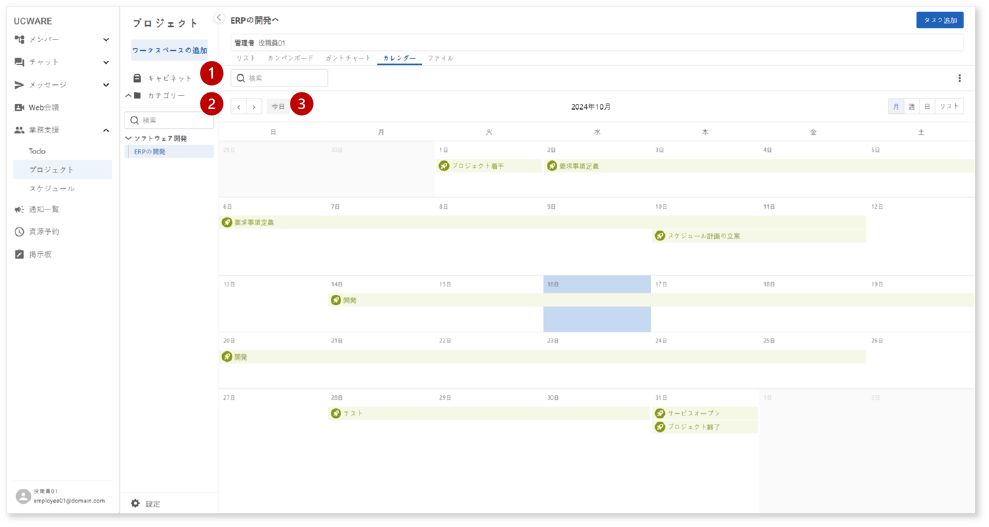 UCWARE
メンバー
チャット
メッセージ
Web会議
業務支援
Todo
プロジェクト
スケジュール
通知一覧
資源予約
掲示板
役職員01
employee01@domain.com
プロジェクト
ワークスペースの追加
キャビネット
カテゴリー
検索
ソフトウェア開発
ERPの開発
設定
ERPの開発へ
タスク追加
管理者 役職員01
リスト カンバンボード ガントチャート カレンダー ファイル
1
検索
2
今日
3
2024年10月
月 週 日 リスト
日 月 火 水 木 金 土
29日 30日 1日 2日 3日 4日 5日
プロジェクト着手 要求事項定義
6日 7日 8日 9日 10日 11日 12日
要求事項定義
スケジュール計画の立案
13日 14日 15日 16日 17日 18日 19日
開発
20日 21日 22日 23日 24日 25日 26日
開発
27日 28日 29日 30日 31日 1日 2日
テスト サービスオープン
プロジェクト終了